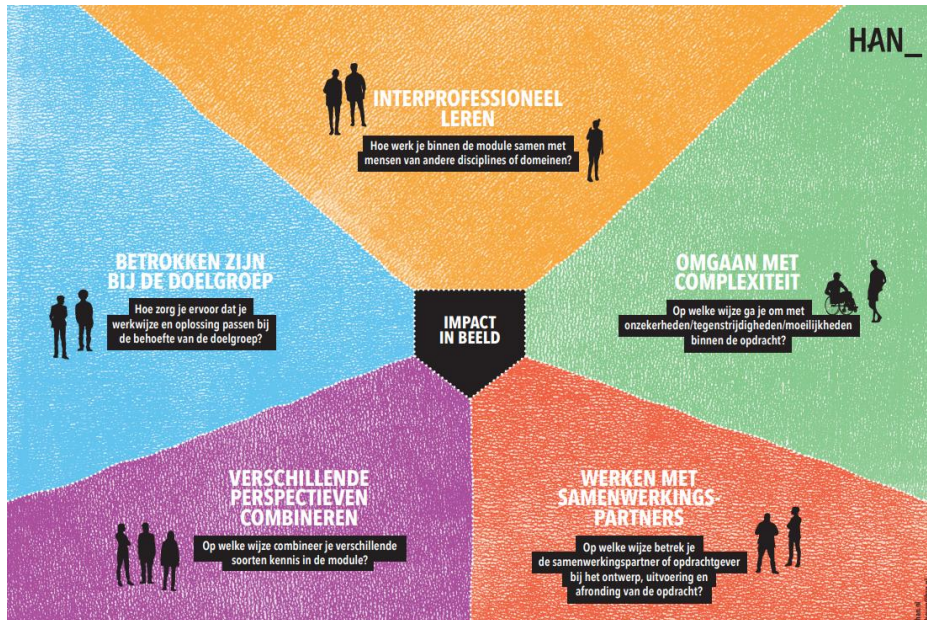 HAN_
INTERPROFESSIONEEL
LEREN
Hoe werk je binnen de module samen met
mensen van andere disciplines of domeinen?
BETROKKEN ZIJN
BIJ DE DOELGROEP
Hoe zorg je ervoor dat je
werkwijze en oplossing passen bij
de behoefte van de doelgroep?
OMGAAN MET
COMPLEXITEIT
Op welke wijze ga je om met
onzekerheden/tegenstrijdigheden/moeilijkheden
binnen de opdracht?
IMPACT
IN BEELD
VERSCHILLENDE
PERSPECTIEVEN
COMBINEREN
Op welke wijze combineer je verschillende
soorten kennis in de module?
WERKEN MET
SAMENWERKINGS-
PARTNERS
Op welke wijze betrek je
de samenwerkingspartner of opdrachtgever
bij het ontwerp, uitvoering en
afronding van de opdracht?